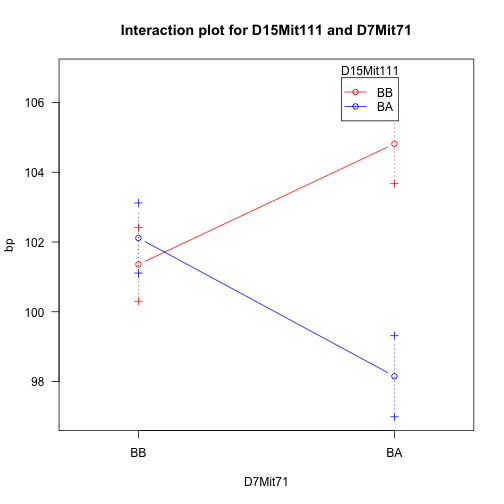 Interaction plot for D15Mit111 and D7Mit71
D15Mit111
BB
BA
106
104
102
100
98
bp
BB
BA
D7Mit71